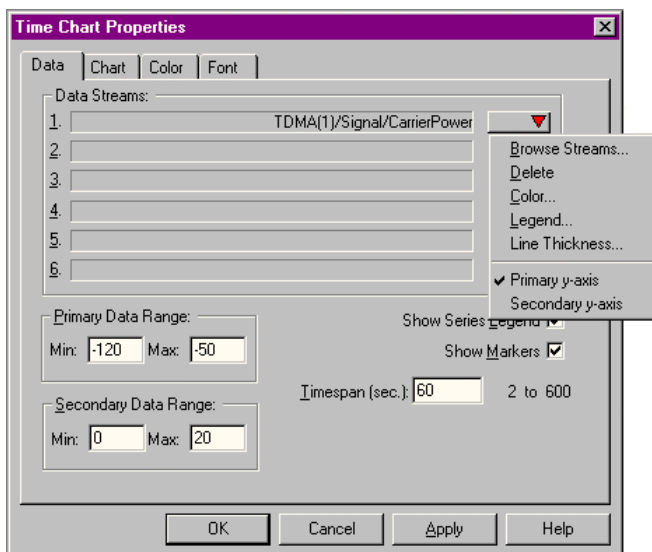 Time Chart Properties
Data Chart Color Font
Data Streams:
1. TDMA(1)/Signal/CarrierPower
2.
3.
4.
5.
6.
Browse Streams...
Delete
Color...
Legend...
Line Thickness...
Primary y-axis
Secondary y-axis
Primary Data Range:
Min: -120 Max: -50
Show Series Legend
Show Markers
Timespan (sec.): 60 2 to 600
Secondary Data Range:
Min: 0 Max: 20
OK Cancel Apply Help